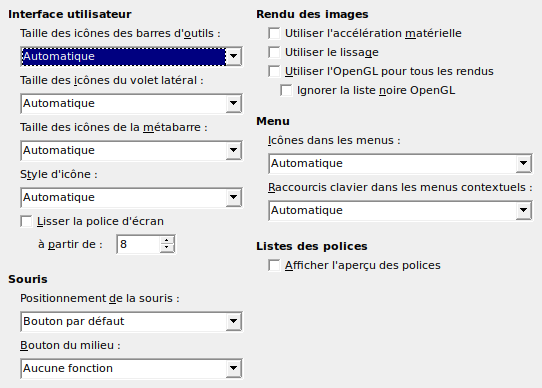 Interface utilisateur
Taille des icônes des barres d'outils :
Automatique
Taille des icônes du volet latéral :
Automatique
Taille des icônes de la métabarre :
Automatique
Style d'icône :
Automatique
Lisser la police d'écran
à partir de :
8
Souris
Positionnement de la souris :
Bouton par défaut
Bouton du milieu :
Aucune fonction
Rendu des images
Utiliser l'accélération matérielle
Utiliser le lissage
Utiliser l'OpenGL pour tous les rendus
Ignorer la liste noire OpenGL
Menu
Icônes dans les menus :
Automatique
Raccourcis clavier dans les menus contextuels :
Automatique
Listes des polices
Afficher l'aperçu des polices